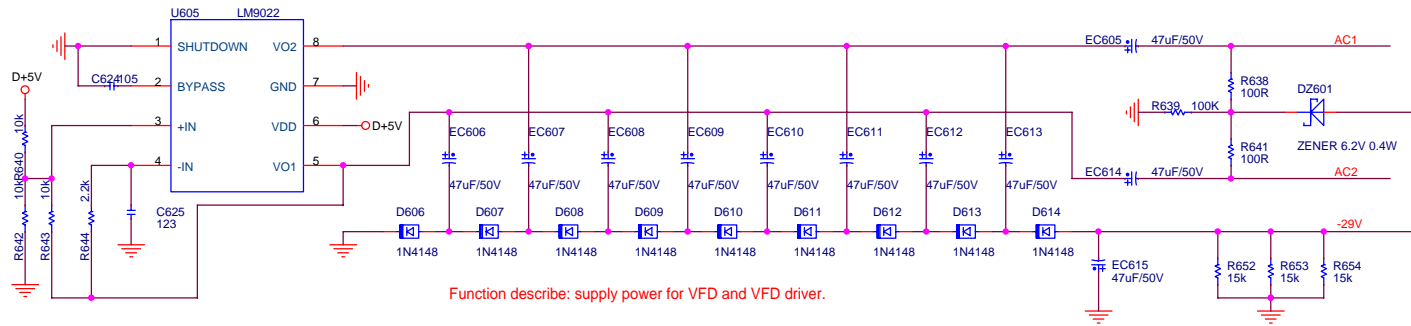 U605 LM9022
1 SHUTDOWN VO2 8
2 BYPASS GND 7
3 +IN VDD 6
4 -IN VO1 5
D+5V
C624 105
D+5V
10k
R640
10k
R642
10k
R643
2.2k
R644
C625
123
EC606 EC607 EC608 EC609 EC610 EC611 EC612 EC613
47uF/50V 47uF/50V 47uF/50V 47uF/50V 47uF/50V 47uF/50V 47uF/50V 47uF/50V
D606 D607 D608 D609 D610 D611 D612 D613 D614
1N4148 1N4148 1N4148 1N4148 1N4148 1N4148 1N4148 1N4148 1N4148
EC605 47uF/50V AC1
R638
100R
R639 100K
DZ601
ZENER 6.2V 0.4W
R641
100R
EC614 47uF/50V AC2
-29V
EC615
47uF/50V
R652
15k
R653
15k
R654
15k
Function describe: supply power for VFD and VFD driver.